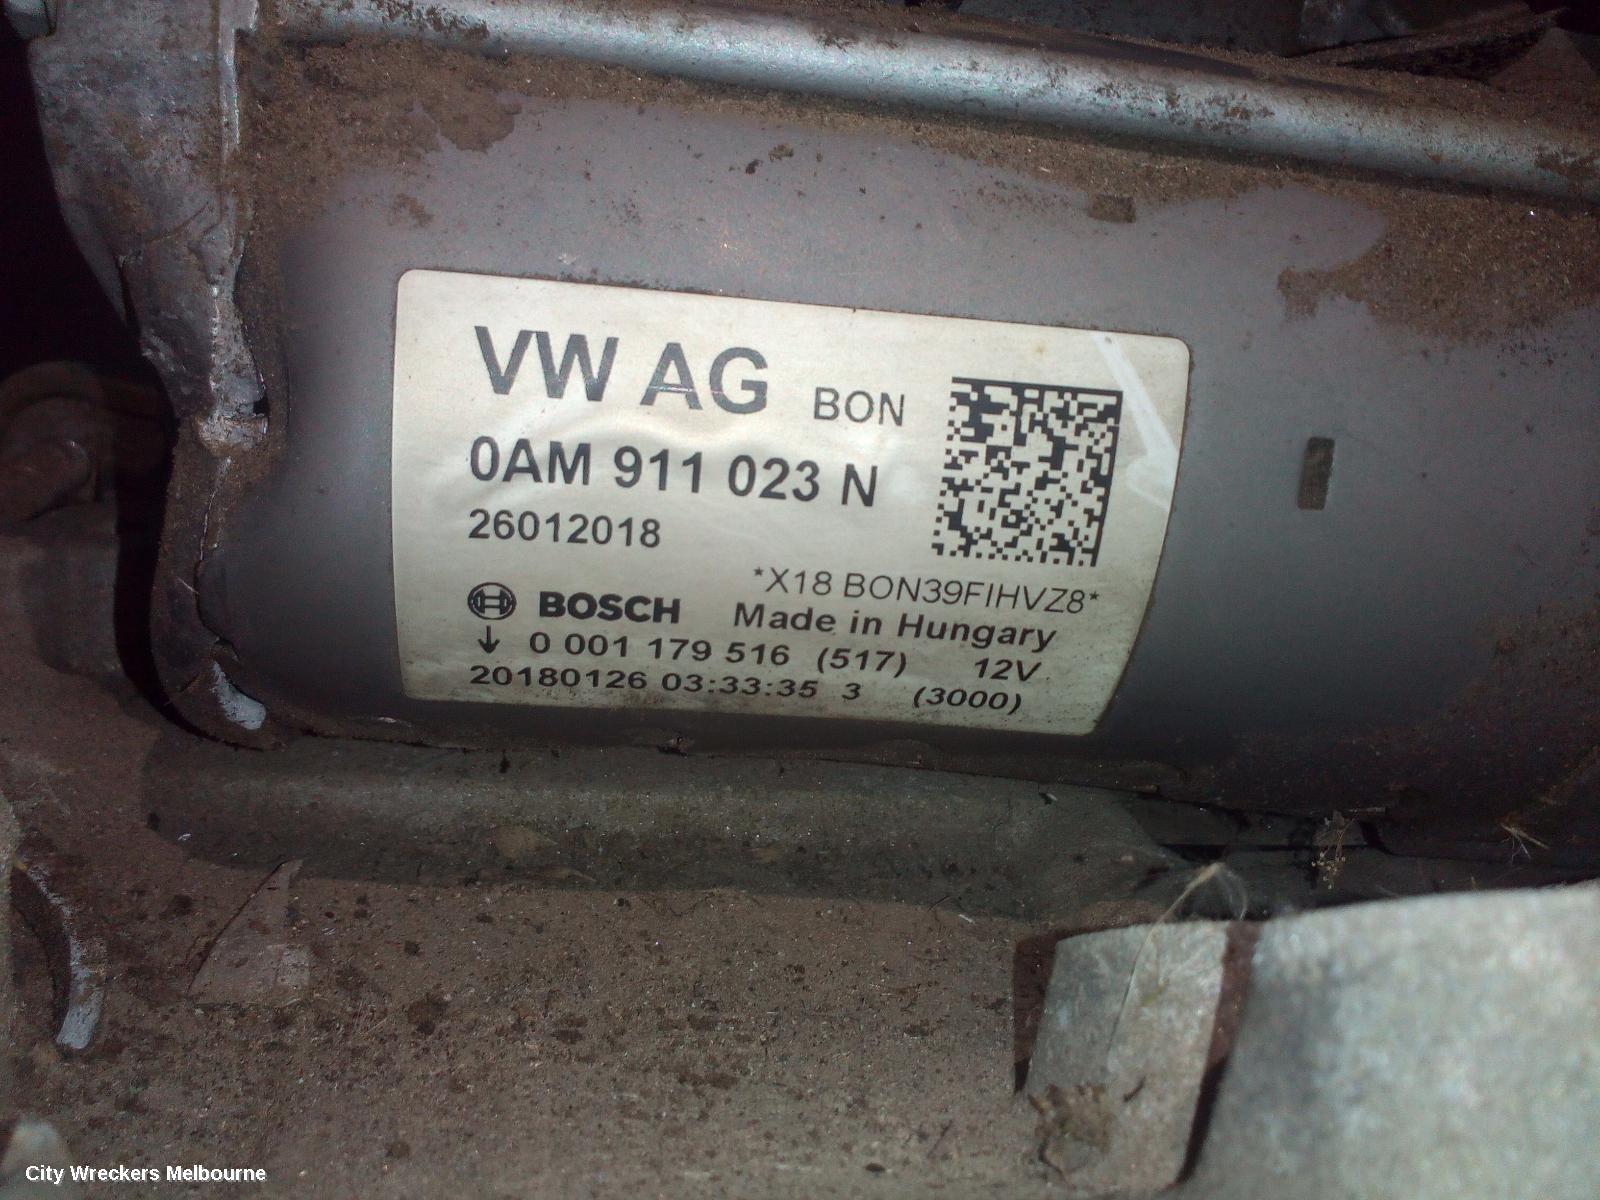 VW AG BON
0AM 911 023 N
26012018
*X18 BON39FIHVZ8*
BOSCH Made in Hungary
↓ 0 001 179 516 (517) 12V
20180126 03:33:35 3 (3000)
City Wreckers Melbourne